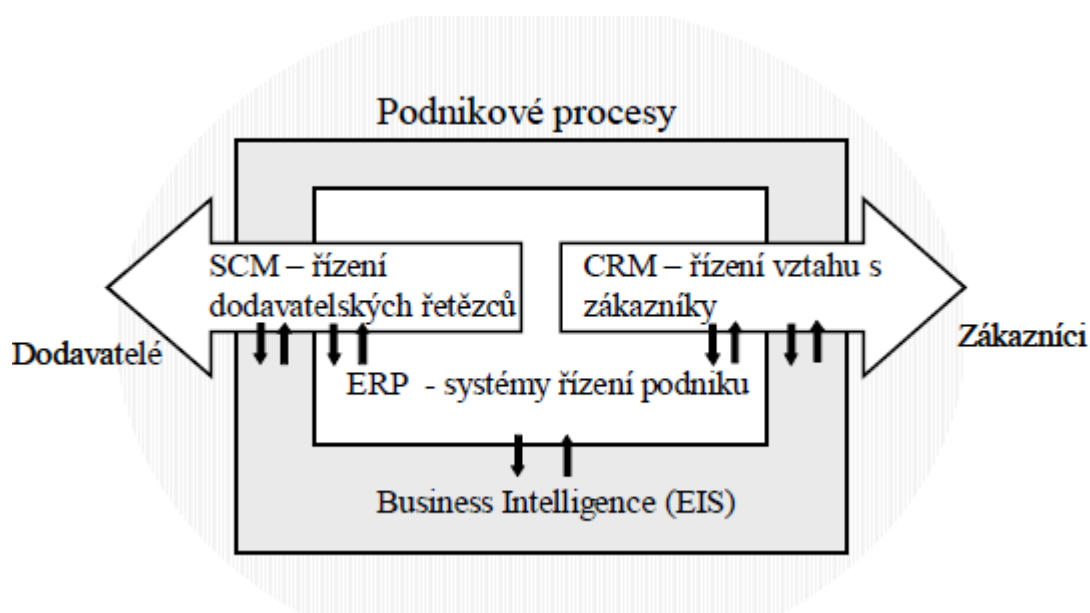 Podnikové procesy
SCM – řízení
dodavatelských řetězců
CRM – řízení vztahu s
zákazníky
Dodavatelé
Zákazníci
ERP - systémy řízení podniku
Business Intelligence (EIS)